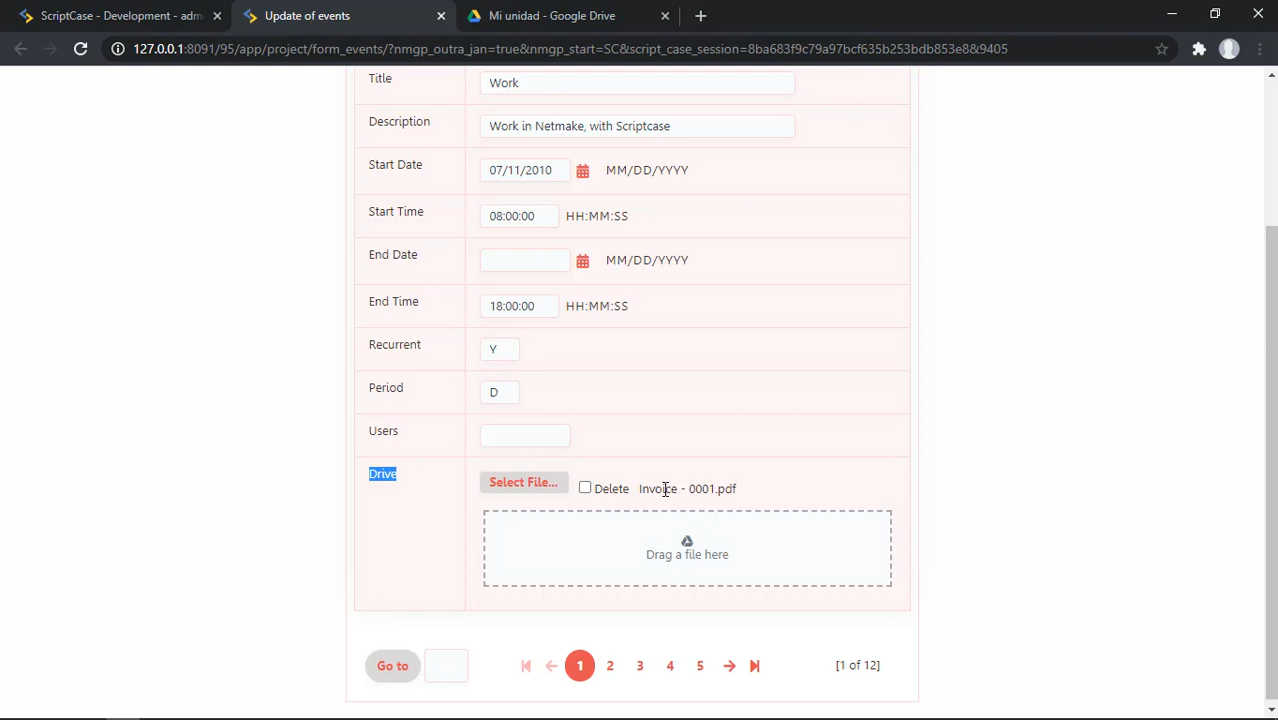 ScriptCase - Development - adm
Update of events
Mi unidad - Google Drive
127.0.0.1:8091/95/app/project/form_events/?nmgp_outra_jan=true&nmgp_start=SC&script_case_session=8ba683f9c79a97bcf635b253bdb853e8&9405
Title Work
Description Work in Netmake, with Scriptcase
Start Date 07/11/2010 MM/DD/YYYY
Start Time 08:00:00 HH:MM:SS
End Date MM/DD/YYYY
End Time 18:00:00 HH:MM:SS
Recurrent Y
Period D
Users
Drive Select File... Delete Invoice - 0001.pdf
Drag a file here
Go to 1 2 3 4 5 [1 of 12]